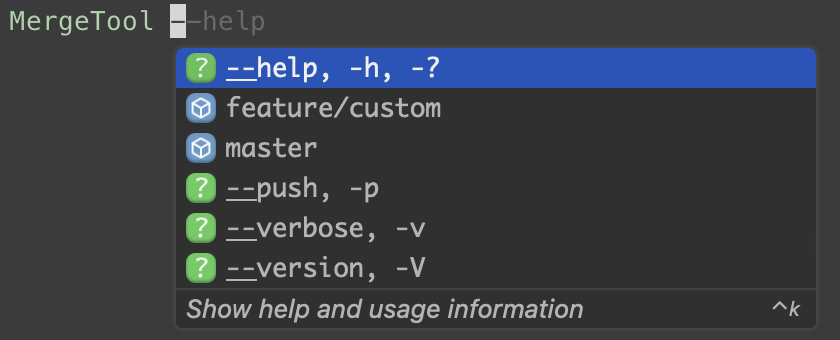 MergeTool --help
? --help, -h, -?
feature/custom
master
? --push, -p
? --verbose, -v
? --version, -V
Show help and usage information ^k